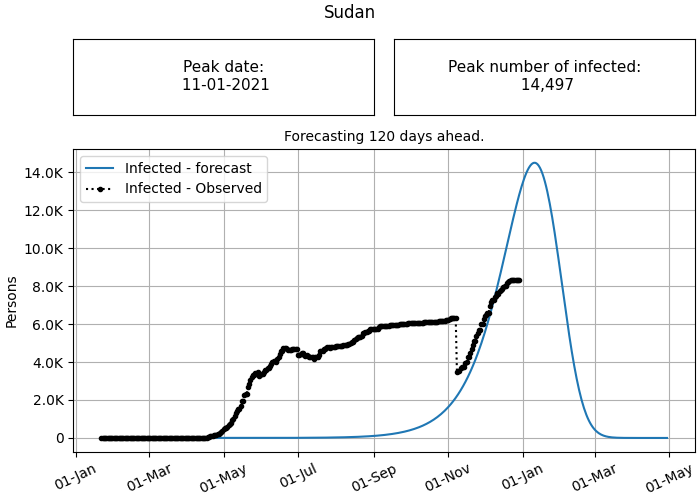 Sudan
Peak date:
11-01-2021
Peak number of infected:
14,497
Forecasting 120 days ahead.
Infected - forecast
Infected - Observed
14.0K
12.0K
10.0K
8.0K
6.0K
4.0K
2.0K
0
Persons
01-Jan
01-Mar
01-May
01-Jul
01-Sep
01-Nov
01-Jan
01-Mar
01-May